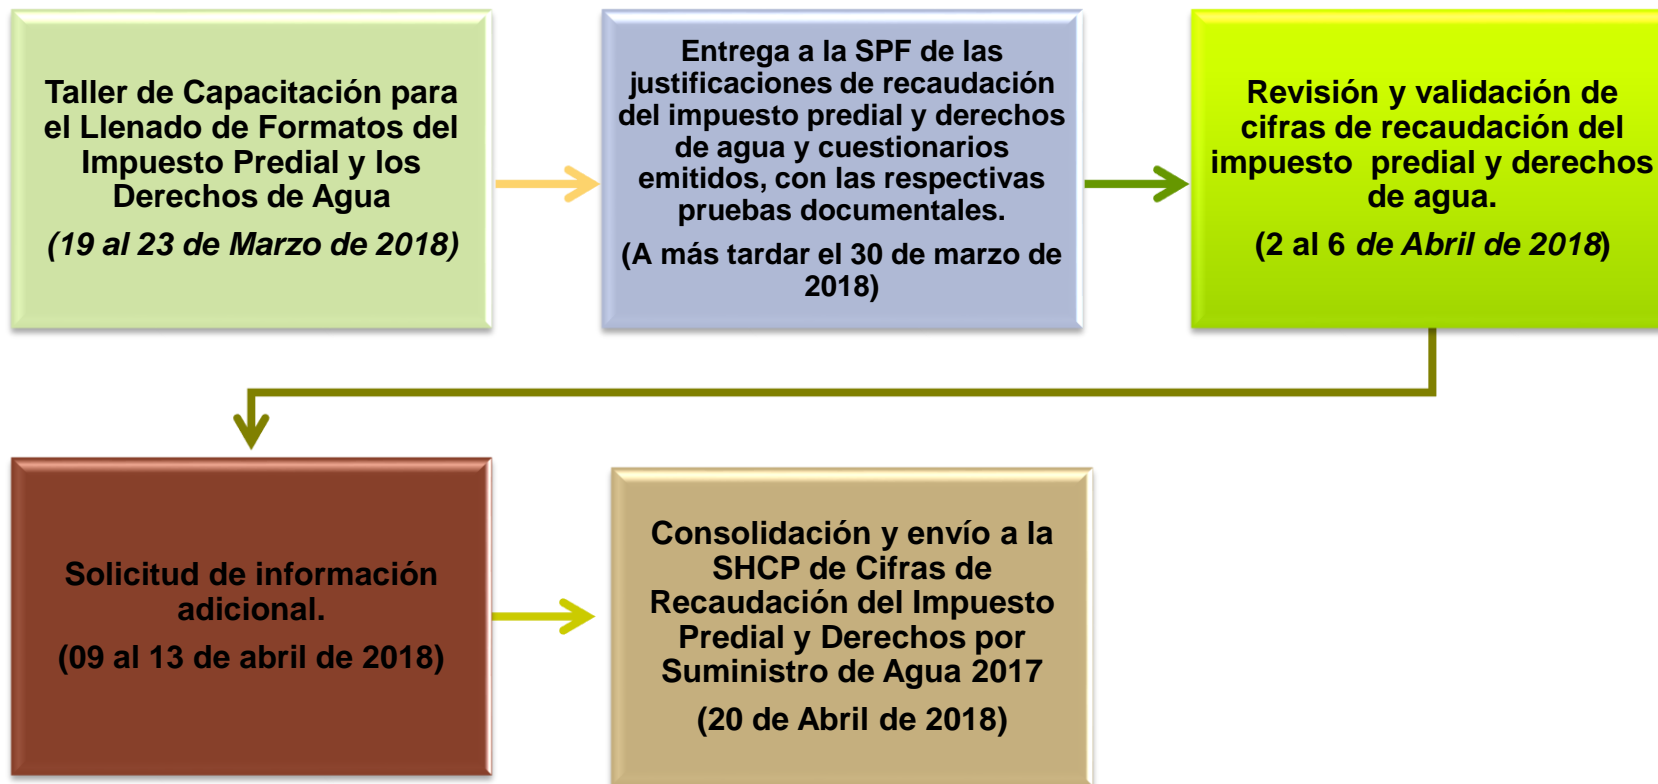 Taller de Capacitación para
el Llenado de Formatos del
Impuesto Predial y los
Derechos de Agua
(19 al 23 de Marzo de 2018)
Entrega a la SPF de las
justificaciones de recaudación
del impuesto predial y derechos
de agua y cuestionarios
emitidos, con las respectivas
pruebas documentales.
(A más tardar el 30 de marzo de
2018)
Revisión y validación de
cifras de recaudación del
impuesto predial y derechos
de agua.
(2 al 6 de Abril de 2018)
Solicitud de información
adicional.
(09 al 13 de abril de 2018)
Consolidación y envío a la
SHCP de Cifras de
Recaudación del Impuesto
Predial y Derechos por
Suministro de Agua 2017
(20 de Abril de 2018)